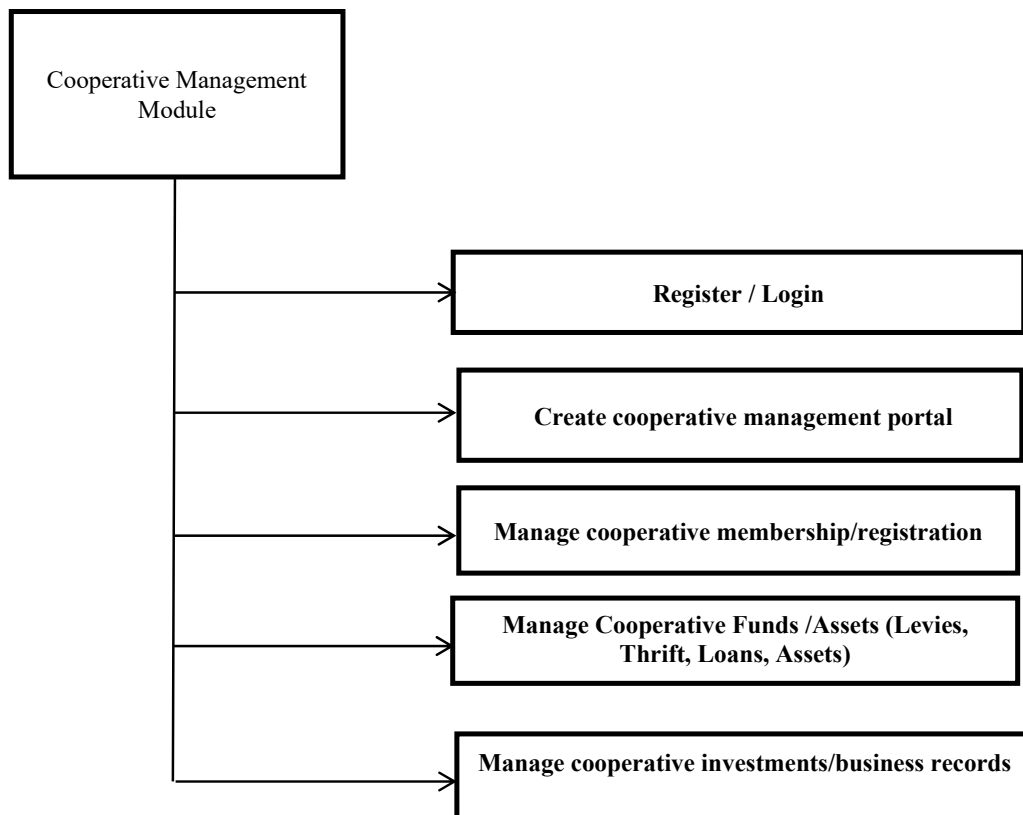 Cooperative Management
Module
Register / Login
Create cooperative management portal
Manage cooperative membership/registration
Manage Cooperative Funds /Assets (Levies,
Thrift, Loans, Assets)
Manage cooperative investments/business records